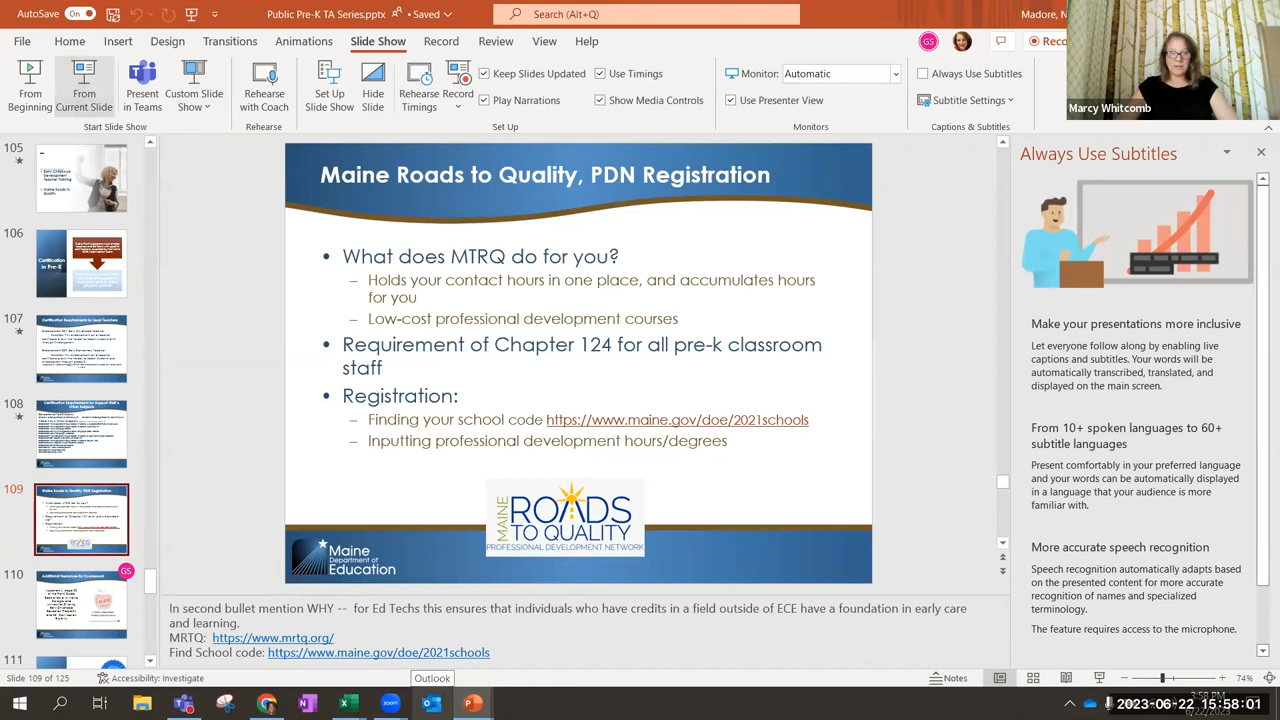 AutoSave On
Public Pre-K TA Series.pptx
Saved
Search (Alt+Q)
Madore, N
File Home Insert Design Transitions Animations Slide Show Record Review View Help
GS
Reco
From Beginning
From Current Slide
Present in Teams
Custom Slide Show
Rehearse with Coach
Set Up Slide Show
Hide Slide
Rehearse Timings
Record
Keep Slides Updated
Use Timings
Play Narrations
Show Media Controls
Monitor: Automatic
Use Presenter View
Always Use Subtitles
Subtitle Settings
Start Slide Show
Rehearse
Set Up
Monitors
Captions & Subtitles
Marcy Whitcomb
105
106
Certification in Pre-K
107
108
109
110
GS
111
Maine Roads to Quality, PDN Registration
• What does MTRQ do for you?
– Holds your contact hours in one place, and accumulates hours
for you
– Low-cost professional development courses
• Requirement of Chapter 124 for all pre-k classroom
staff
• Registration:
– Finding your school code https://www.maine.gov/doe/2021schools
– Inputting professional development hours/degrees
MAINE
ROADS
TO QUALITY
PROFESSIONAL DEVELOPMENT NETWORK
Maine
Department of
Education
In second bullet mention WHY -- for Ed Techs this assures the individuals who have credits in a field outside of E have a foundation in early care
and learning.
MRTQ: https://www.mrtq.org/
Find School code: https://www.maine.gov/doe/2021schools
Always Use Subtitles
Make your presentations more inclusive
Let everyone follow along by enabling live
captions and subtitles. Your words will be
automatically transcribed, translated, and
displayed on the main screen.
From 10+ spoken languages to 60+
subtitle languages
Present comfortably in your preferred language
and your words can be automatically displayed
in a language that your audience is more
familiar with.
More accurate speech recognition
Speech recognition automatically adapts based
on the presented content for more accurate
recognition of names and specialized
terminology.
The feature requires access to the microphone.
Slide 109 of 125
Accessibility: Investigate
Outlook
Notes
74%
zoom
3:58 PM
6/22/2023
2023-06-22 15:58:01